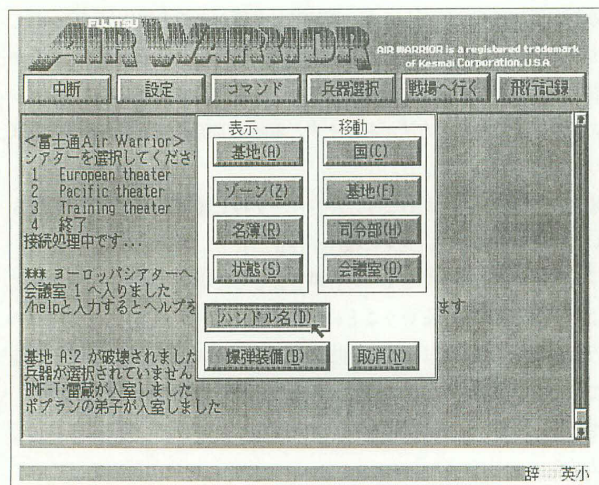 FUJITSU
AIR WARRIOR
AIR WARRIOR is a registered trademark
of Kesmai Corporation, U.S.A
中断 設定 コマンド 兵器選択 戦場へ行く 飛行記録
<富士通Air Warrior>
シアターを選択してくださ
1 European theater
2 Pacific theater
3 Training theater
4 終了
接続処理中です...
*** ヨーロッパシアターへ
会議室 1 へ入りました
/helpと入力するとヘルプを
ます
基地 A:2 が破壊されました
兵器が選択されていません
BMF-T:雷蔵が入室しました
ポプランの弟子が入室しました
表示
基地(A)
ゾーン(Z)
名簿(R)
状態(S)
移動
国(C)
基地(F)
司令部(H)
会議室(O)
ハンドル名(D)
爆弾装備(B) 取消(N)
辞 英小